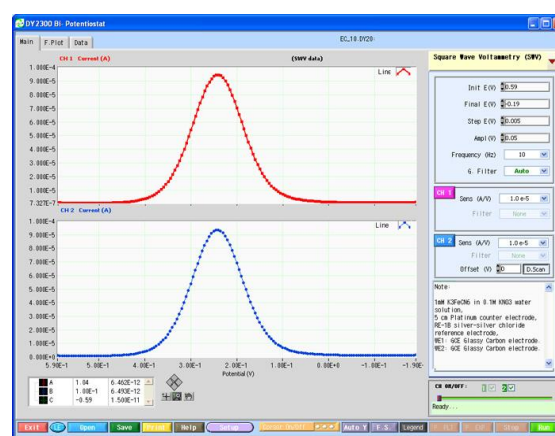 DY2300 Bi- Potentiostat
Main F.Plot Data
EC_10.DY20:
CH 1 Current (A)
(SWV data)
Line
1.000E-4
9.000E-5
8.000E-5
7.000E-5
6.000E-5
5.000E-5
4.000E-5
3.000E-5
2.000E-5
1.000E-5
7.327E-7
CH 2 Current (A)
Line
1.000E-4
9.000E-5
8.000E-5
7.000E-5
6.000E-5
5.000E-5
4.000E-5
3.000E-5
2.000E-5
1.000E-5
0.000E+0
5.90E-1 5.00E-1 4.00E-1 3.00E-1 2.00E-1 1.00E-1 0.00E+0 -1.00E-1 -1.90E-
Potential(V)
A 1.04 6.462E-12
B 1.00E-1 6.493E-12
C -0.59 1.500E-11
Square Wave Voltammetry (SWV)
Init E(V) 0.59
Final E(V) -0.19
Step E(V) 0.005
Ampl(V) 0.05
Frequency (Hz) 10
G. Filter Auto
CH 1
Sens (A/V) 1.0 e-5
Filter None
CH 2
Sens (A/V) 1.0 e-5
Filter None
Offset (V) 0 D.Scan
Note:
1mM K3FeCN6 in 0.1M KNO3 water
solution,
5 cm Platinum counter electrode,
RE-1B silver-silver chloride
reference electrode,
WE1: GCE Glassy Carbon electrode
WE2: GCE Glassy Carbon electrode.
CH ON/OFF: 1 2
Ready...
Exit Open Save Print Help Setup Cursor On/Off Auto Y F.S. Legend Stop Run